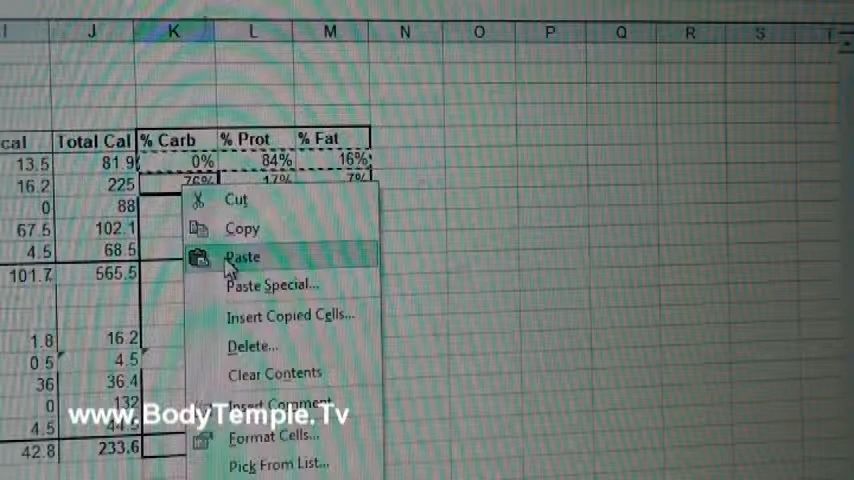 I J K L M N O P Q R S T
cal Total Cal % Carb % Prot % Fat
13.5 81.9 0% 84% 16%
16.2 225 76% 17% 7%
Cut
0 88
67.5 102.1 Copy
4.5 68.5 Paste
101.7 565.5
Paste Special...
Insert Copied Cells...
1.8 16.2 Delete...
0.5 4.5
36 36.4 Clear Contents
0 132 Insert Comment
www.BodyTemple.Tv
4.5 44.5 Format Cells...
42.8 233.6
Pick From List...